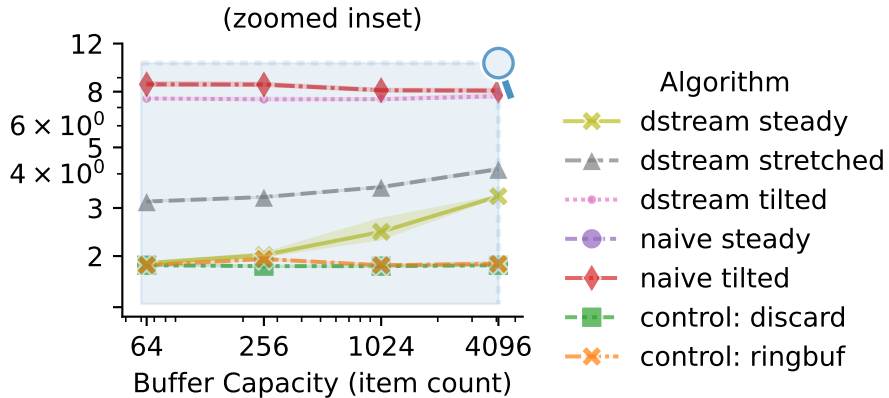 (zoomed inset)
12
8
6 × 10⁰
5
4 × 10⁰
3
2
64 256 1024 4096
Buffer Capacity (item count)
Algorithm
dstream steady
dstream stretched
dstream tilted
naive steady
naive tilted
control: discard
control: ringbuf